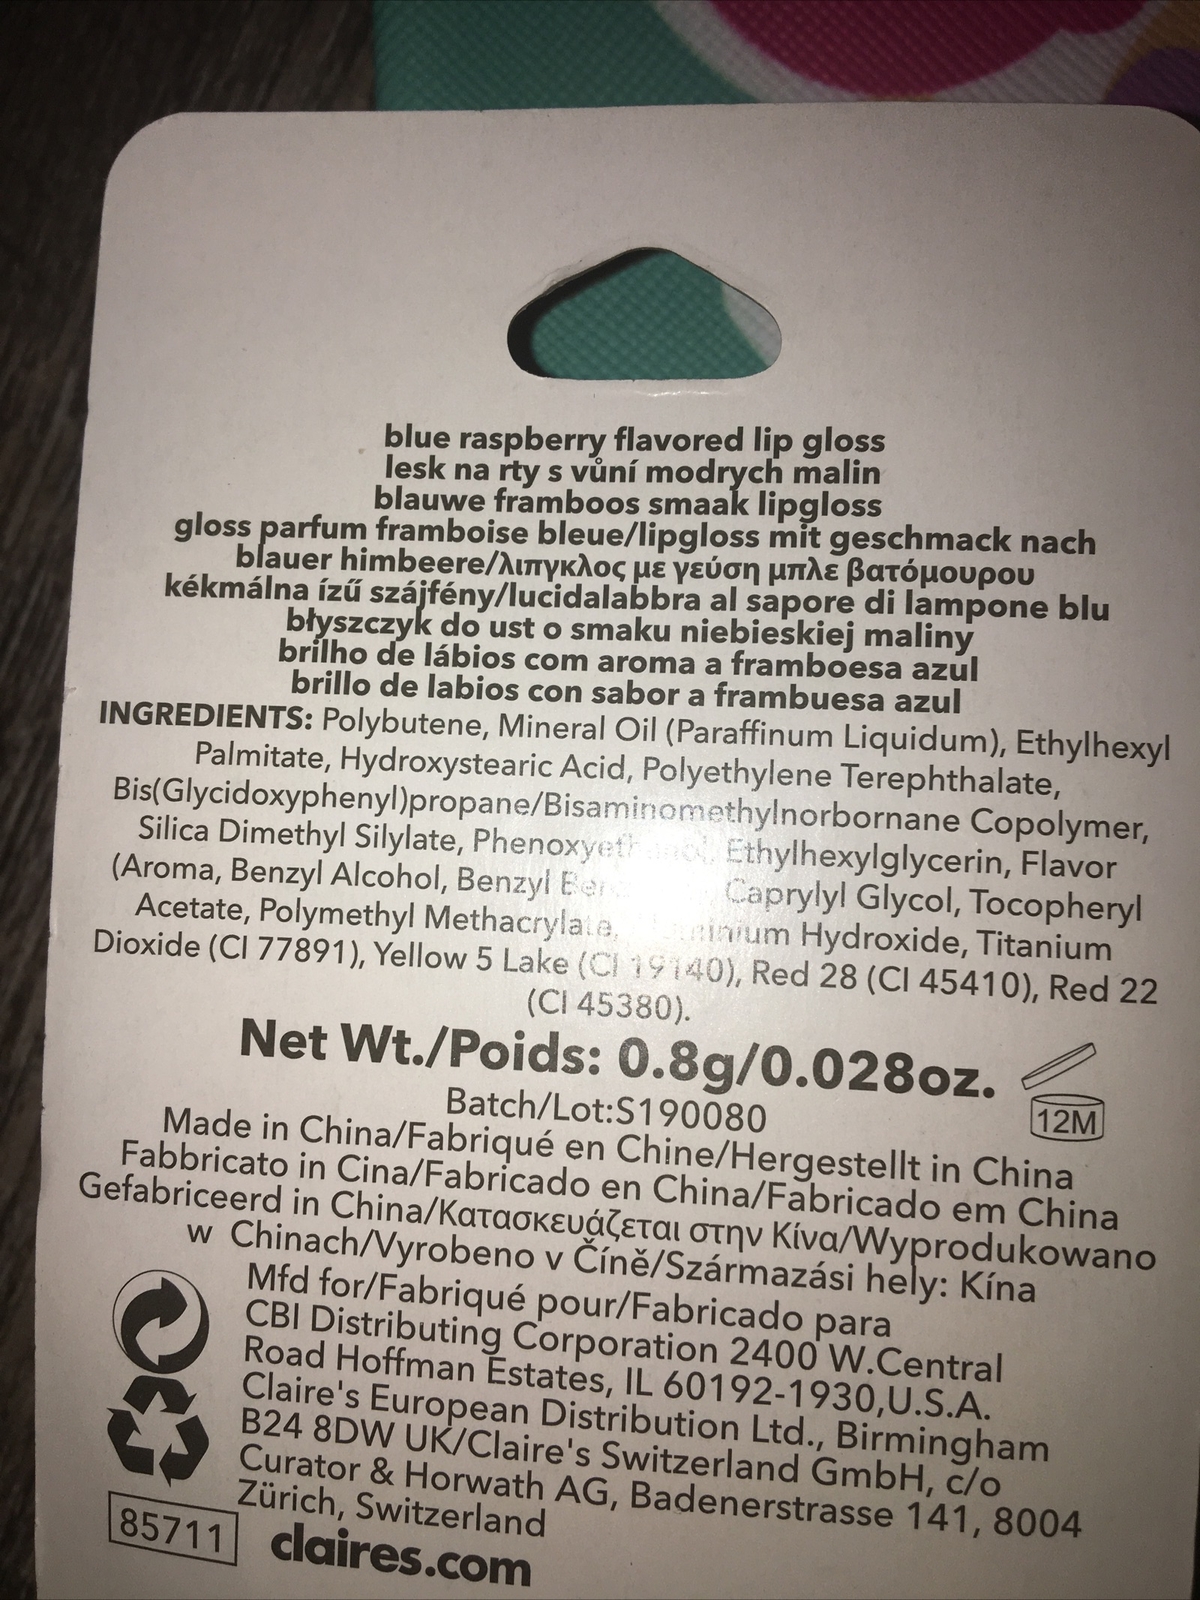 blue raspberry flavored lip gloss
lesk na rty s vůní modrych malin
blauwe framboos smaak lipgloss
gloss parfum framboise bleue/lipgloss mit geschmack nach
blauer himbeere/λιπγκλος με γεύση μπλε βατόμουρου
kékmálna ízű szájfény/lucidalabbra al sapore di lampone blu
błyszczyk do ust o smaku niebieskiej maliny
brilho de lábios com aroma a framboesa azul
brillo de labios con sabor a frambuesa azul
INGREDIENTS: Polybutene, Mineral Oil (Paraffinum Liquidum), Ethylhexyl
Palmitate, Hydroxystearic Acid, Polyethylene Terephthalate,
Bis(Glycidoxyphenyl)propane/Bisaminomethylnorbornane Copolymer,
Silica Dimethyl Silylate, Phenoxyethanol, Ethylhexylglycerin, Flavor
(Aroma, Benzyl Alcohol, Benzyl Caprylyl Glycol, Tocopheryl
Acetate, Polymethyl Methacrylate, Hydroxide, Titanium
Dioxide (CI 77891), Yellow 5 Lake (CI 19140), Red 28 (CI 45410), Red 22
(CI 45380).
Net Wt./Poids: 0.8g/0.028oz.
12M
Batch/Lot:S190080
Made in China/Fabriqué en Chine/Hergestellt in China
Fabbricato in Cina/Fabricado en China/Fabricado em China
Gefabriceerd in China/Κατασκευάζεται στην Κίνα/Wyprodukowano
w Chinach/Vyrobeno v Číně/Származási hely: Kína
Mfd for/Fabriqué pour/Fabricado para
CBI Distributing Corporation 2400 W.Central
Road Hoffman Estates, IL 60192-1930,U.S.A.
Claire's European Distribution Ltd., Birmingham
B24 8DW UK/Claire's Switzerland GmbH, c/o
Curator & Horwath AG, Badenerstrasse 141, 8004
Zürich, Switzerland
85711
claires.com